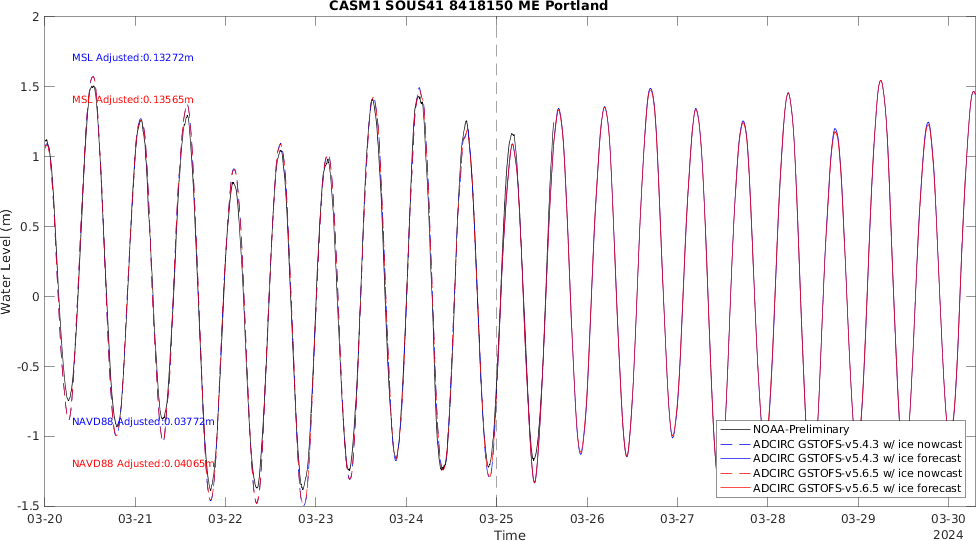 CASM1 SOUS41 8418150 ME Portland
2
1.5
1
0.5
0
-0.5
-1
-1.5
Water Level (m)
MSL Adjusted:0.13272m
MSL Adjusted:0.13565m
NAVD88 Adjusted:0.03772m
NAVD88 Adjusted:0.04065m
NOAA-Preliminary
ADCIRC GSTOFS-v5.4.3 w/ ice nowcast
ADCIRC GSTOFS-v5.4.3 w/ ice forecast
ADCIRC GSTOFS-v5.6.5 w/ ice nowcast
ADCIRC GSTOFS-v5.6.5 w/ ice forecast
03-20 03-21 03-22 03-23 03-24 03-25 03-26 03-27 03-28 03-29 03-30
Time 2024